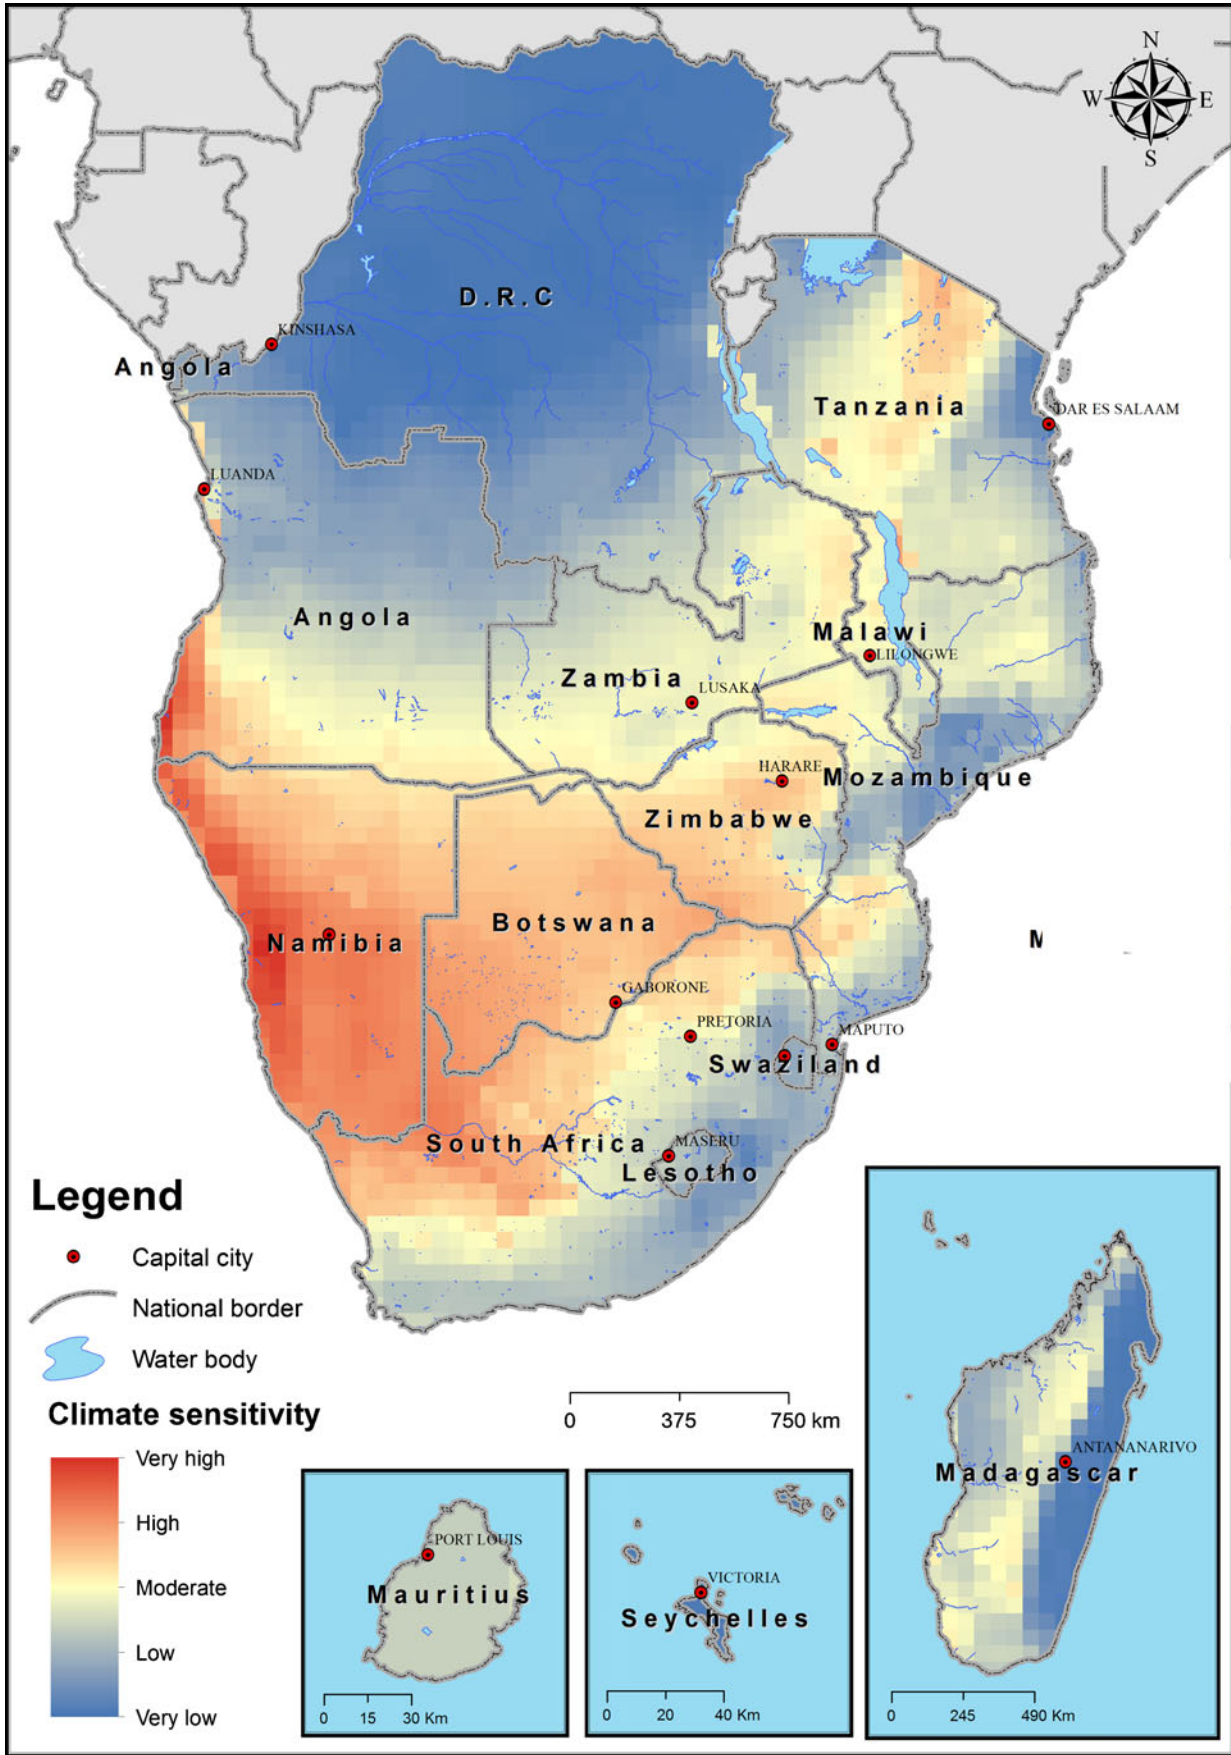 N
W E
S
D.R.C
KINSHASA
Angola
Tanzania
DAR ES SALAAM
LUANDA
Angola
Malawi
LILONGWE
Zambia
LUSAKA
HARARE
Mozambique
Zimbabwe
Botswana
Namibia
M
GABORONE
PRETORIA
MAPUTO
Swaziland
South Africa
MASERU
Lesotho
Legend
Capital city
National border
Water body
Climate sensitivity
Very high
High
Moderate
Low
Very low
0 375 750 km
PORT LOUIS
Mauritius
0 15 30 Km
VICTORIA
Seychelles
0 20 40 Km
ANTANANARIVO
Madagascar
0 245 490 Km